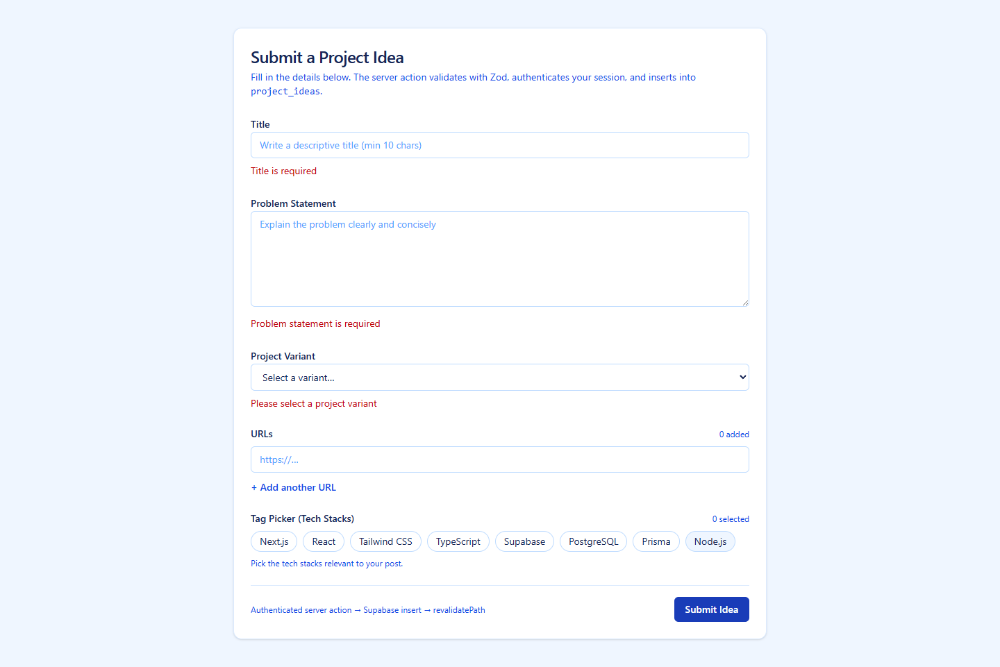 Submit a Project Idea
Fill in the details below. The server action validates with Zod, authenticates your session, and inserts into
project_ideas.
Title
Write a descriptive title (min 10 chars)
Title is required
Problem Statement
Explain the problem clearly and concisely
Problem statement is required
Project Variant
Select a variant...
Please select a project variant
URLs
0 added
https://...
+ Add another URL
Tag Picker (Tech Stacks)
0 selected
Next.js React Tailwind CSS TypeScript Supabase PostgreSQL Prisma Node.js
Pick the tech stacks relevant to your post.
Authenticated server action → Supabase insert → revalidatePath
Submit Idea